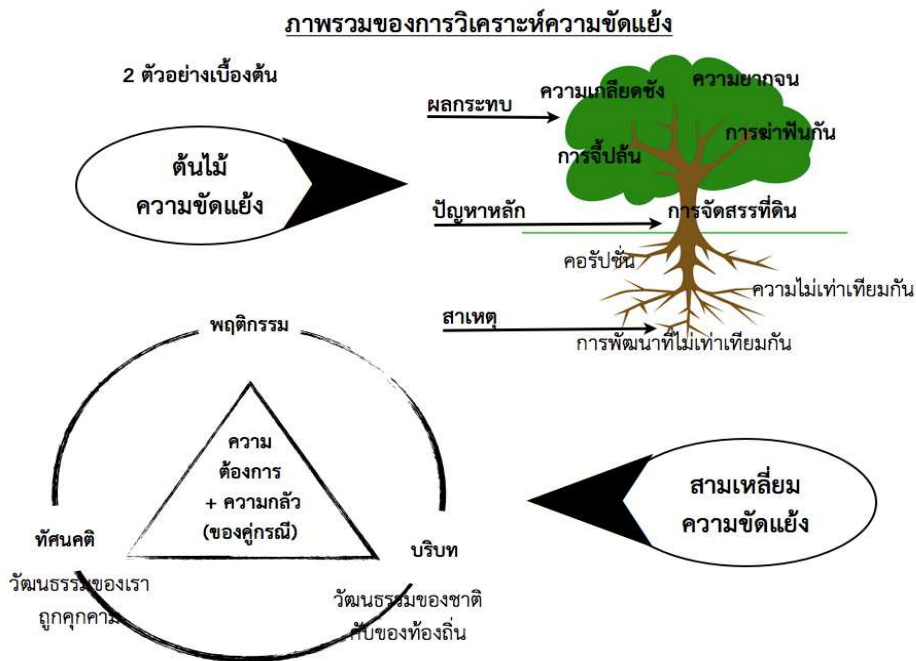 ภาพรวมของการวิเคราะห์ความขัดแย้ง
2 ตัวอย่างเบื้องต้น
ต้นไม้
ความขัดแย้ง
ผลกระทบ
ความเกลียดชัง
ความยากจน
การฆ่าฟันกัน
การจี้ปล้น
ปัญหาหลัก
การจัดสรรที่ดิน
คอรัปชั่น
ความไม่เท่าเทียมกัน
สาเหตุ
การพัฒนาที่ไม่เท่าเทียมกัน
พฤติกรรม
ความ
ต้องการ
+ ความกลัว
(ของคู่กรณี)
ทัศนคติ
วัฒนธรรมของเรา
ถูกคุกคาม
บริบท
วัฒนธรรมของชาติ
กับของท้องถิ่น
สามเหลี่ยม
ความขัดแย้ง